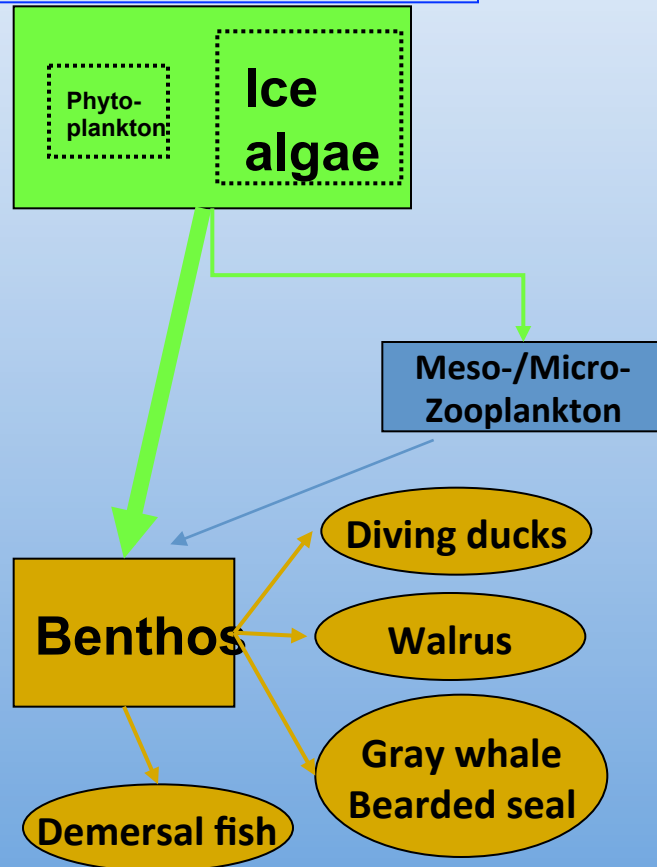 Phyto-
plankton
Ice
algae
Meso-/Micro-
Zooplankton
Diving ducks
Benthos
Walrus
Gray whale
Bearded seal
Demersal fish